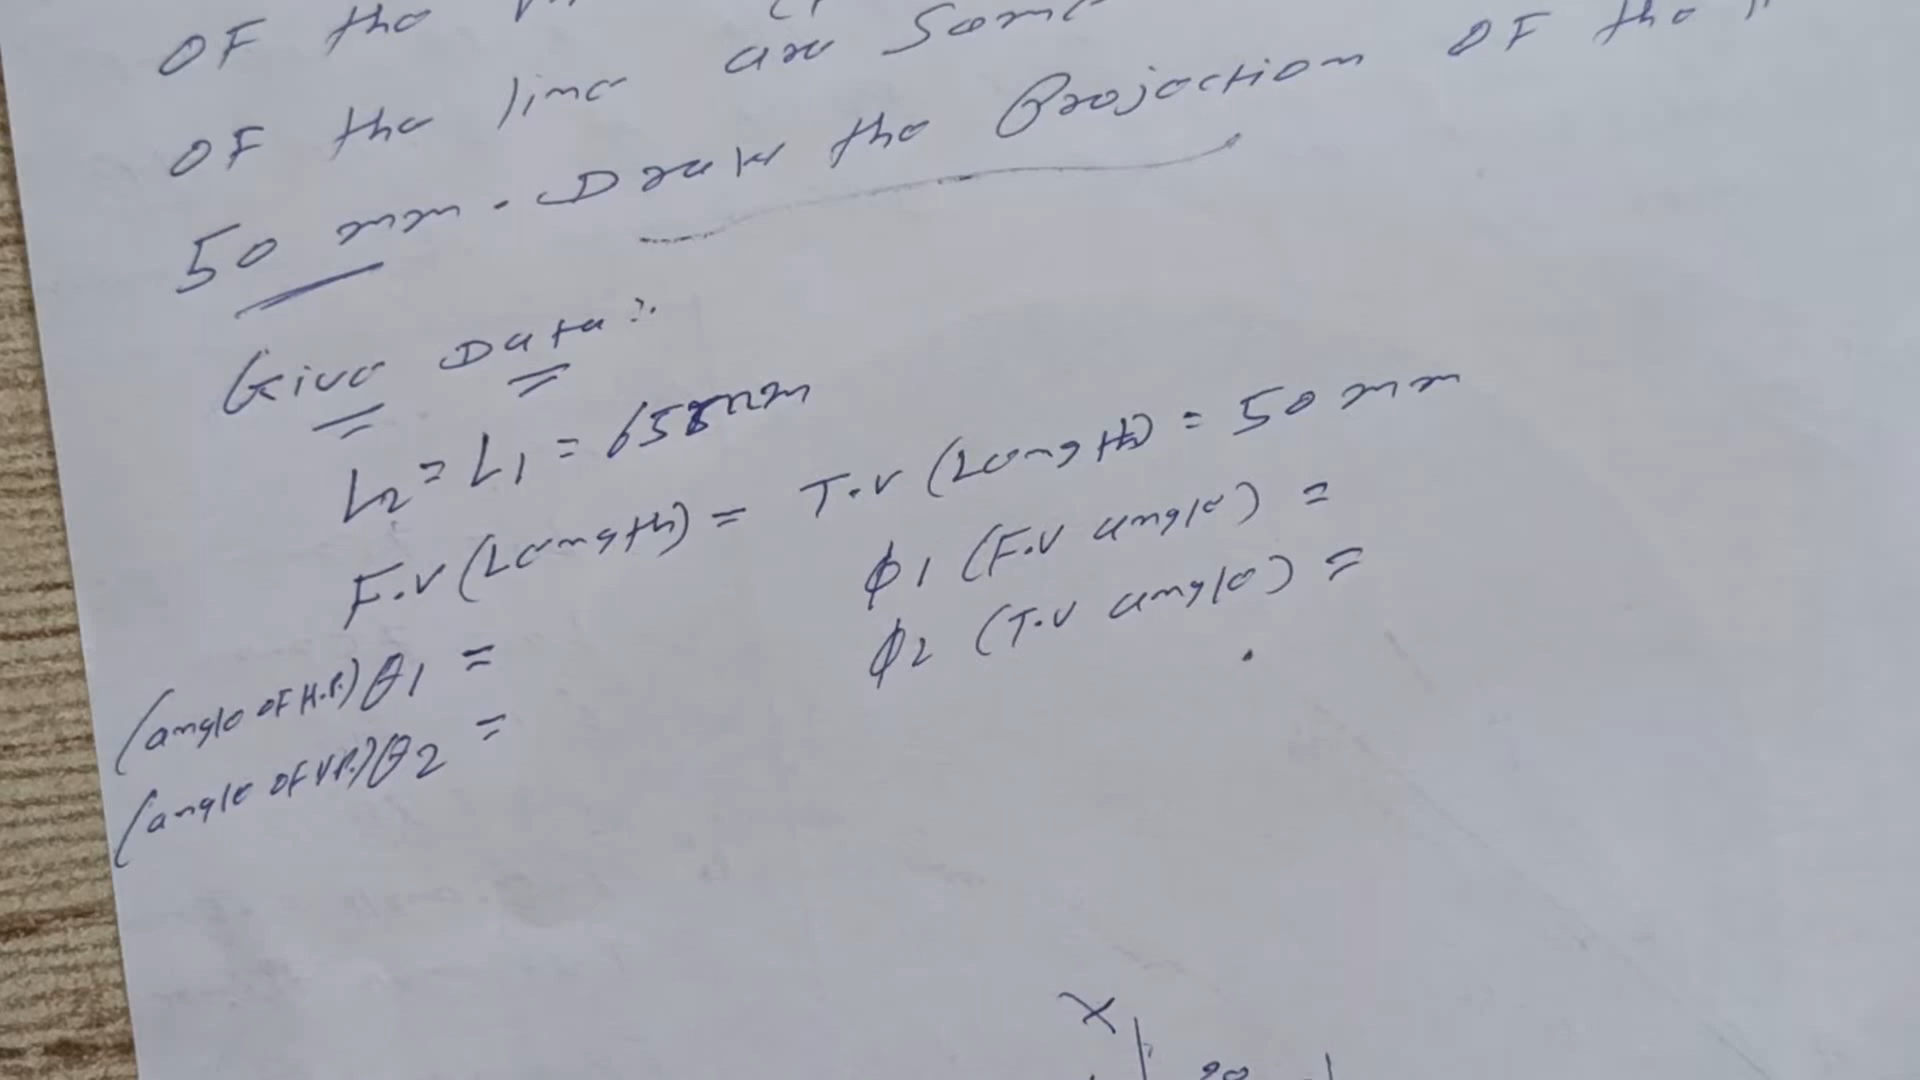 OF the
OF the line are Same
50 mm. Draw the Projection OF the
Give Data:
L2 = L1 = 65mm
F.V (Length) = T.V (Length) = 50 mm
(angle OF H.P.) θ1 = ϕ1 (F.V angle) =
(angle OF V.P.) θ2 = ϕ2 (T.V angle) =
X
20